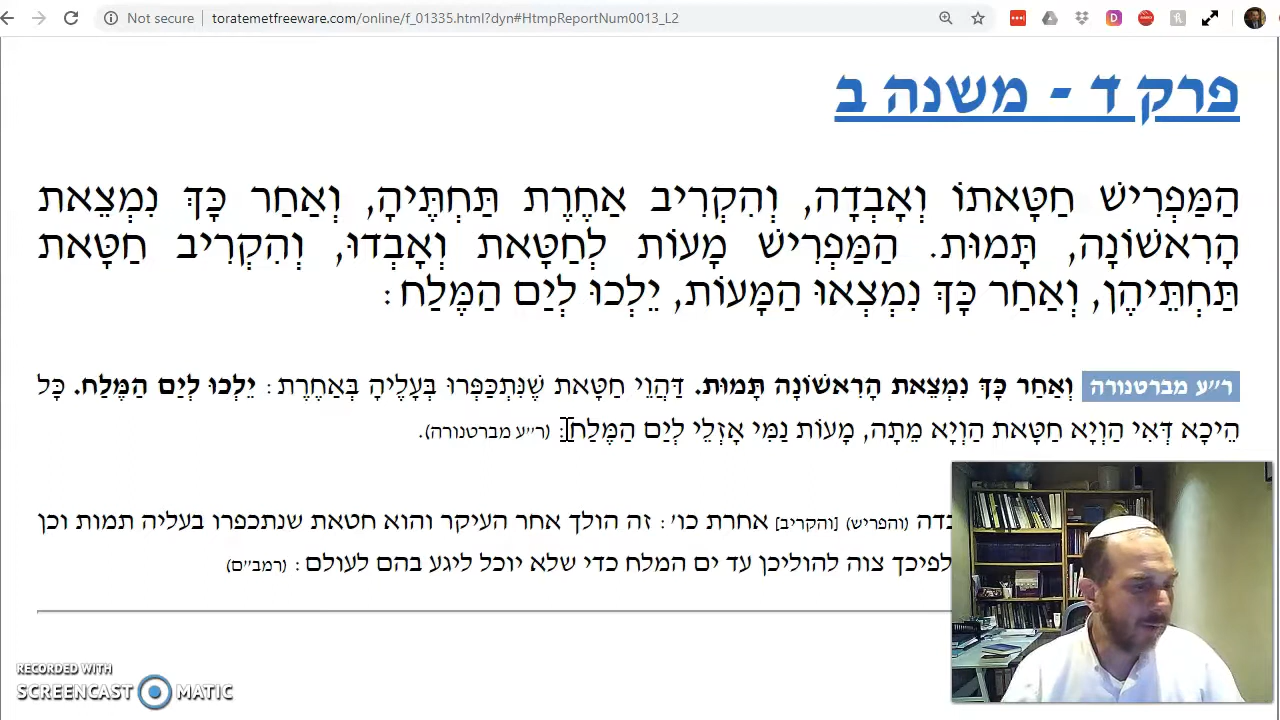 Not secure | toratemetfreeware.com/online/f_01335.html?dyn#HtmpReportNum0013_L2
פרק ד - משנה ב
הַמַּפְרִישׁ חַטָּאתוֹ וְאָבְדָה, וְהִקְרִיב אַחֶרֶת תַּחְתֶּיהָ, וְאַחַר כָּךְ נִמְצֵאת
הָרִאשׁוֹנָה, תָּמוּת. הַמַּפְרִישׁ מָעוֹת לְחַטָּאת וְאָבְדוּ, וְהִקְרִיב חַטָּאת
תַּחְתֵּיהֶן, וְאַחַר כָּךְ נִמְצְאוּ הַמָּעוֹת, יֵלְכוּ לְיַם הַמֶּלַח:
ר״ע מברטנורה וְאַחַר כָּךְ נִמְצֵאת הָרִאשׁוֹנָה תָּמוּת. דַּהֲוֵי חַטָּאת שֶׁנִּתְכַּפְּרוּ בְּעָלֶיהָ בְּאַחֶרֶת: יֵלְכוּ לְיַם הַמֶּלַח. כָּל
הֵיכָא דְּאִי הַוְיָא חַטָּאת הַוְיָא מֵתָה, מָעוֹת נַמִּי אָזְלֵי לְיַם הַמֶּלַח: (ר״ע מברטנורה).
בדה (והפריש) [והקריב] אחרת כו׳: זה הולך אחר העיקר והוא חטאת שנתכפרו בעליה תמות וכן
לפיכך צוה להוליכן עד ים המלח כדי שלא יוכל ליגע בהם לעולם: (רמב״ם)
RECORDED WITH
SCREENCAST MATIC